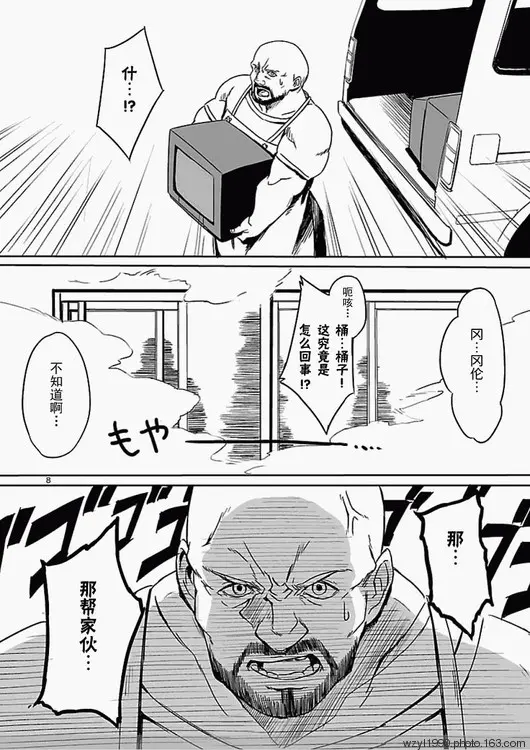 什…!?
冈…冈伦…
呃咳…
桶…桶子!
这究竟是
怎么回事!?
不知道啊…
もや
8
那…
那帮家伙…
ゴゴゴ
wzyl1990.photo.163.com